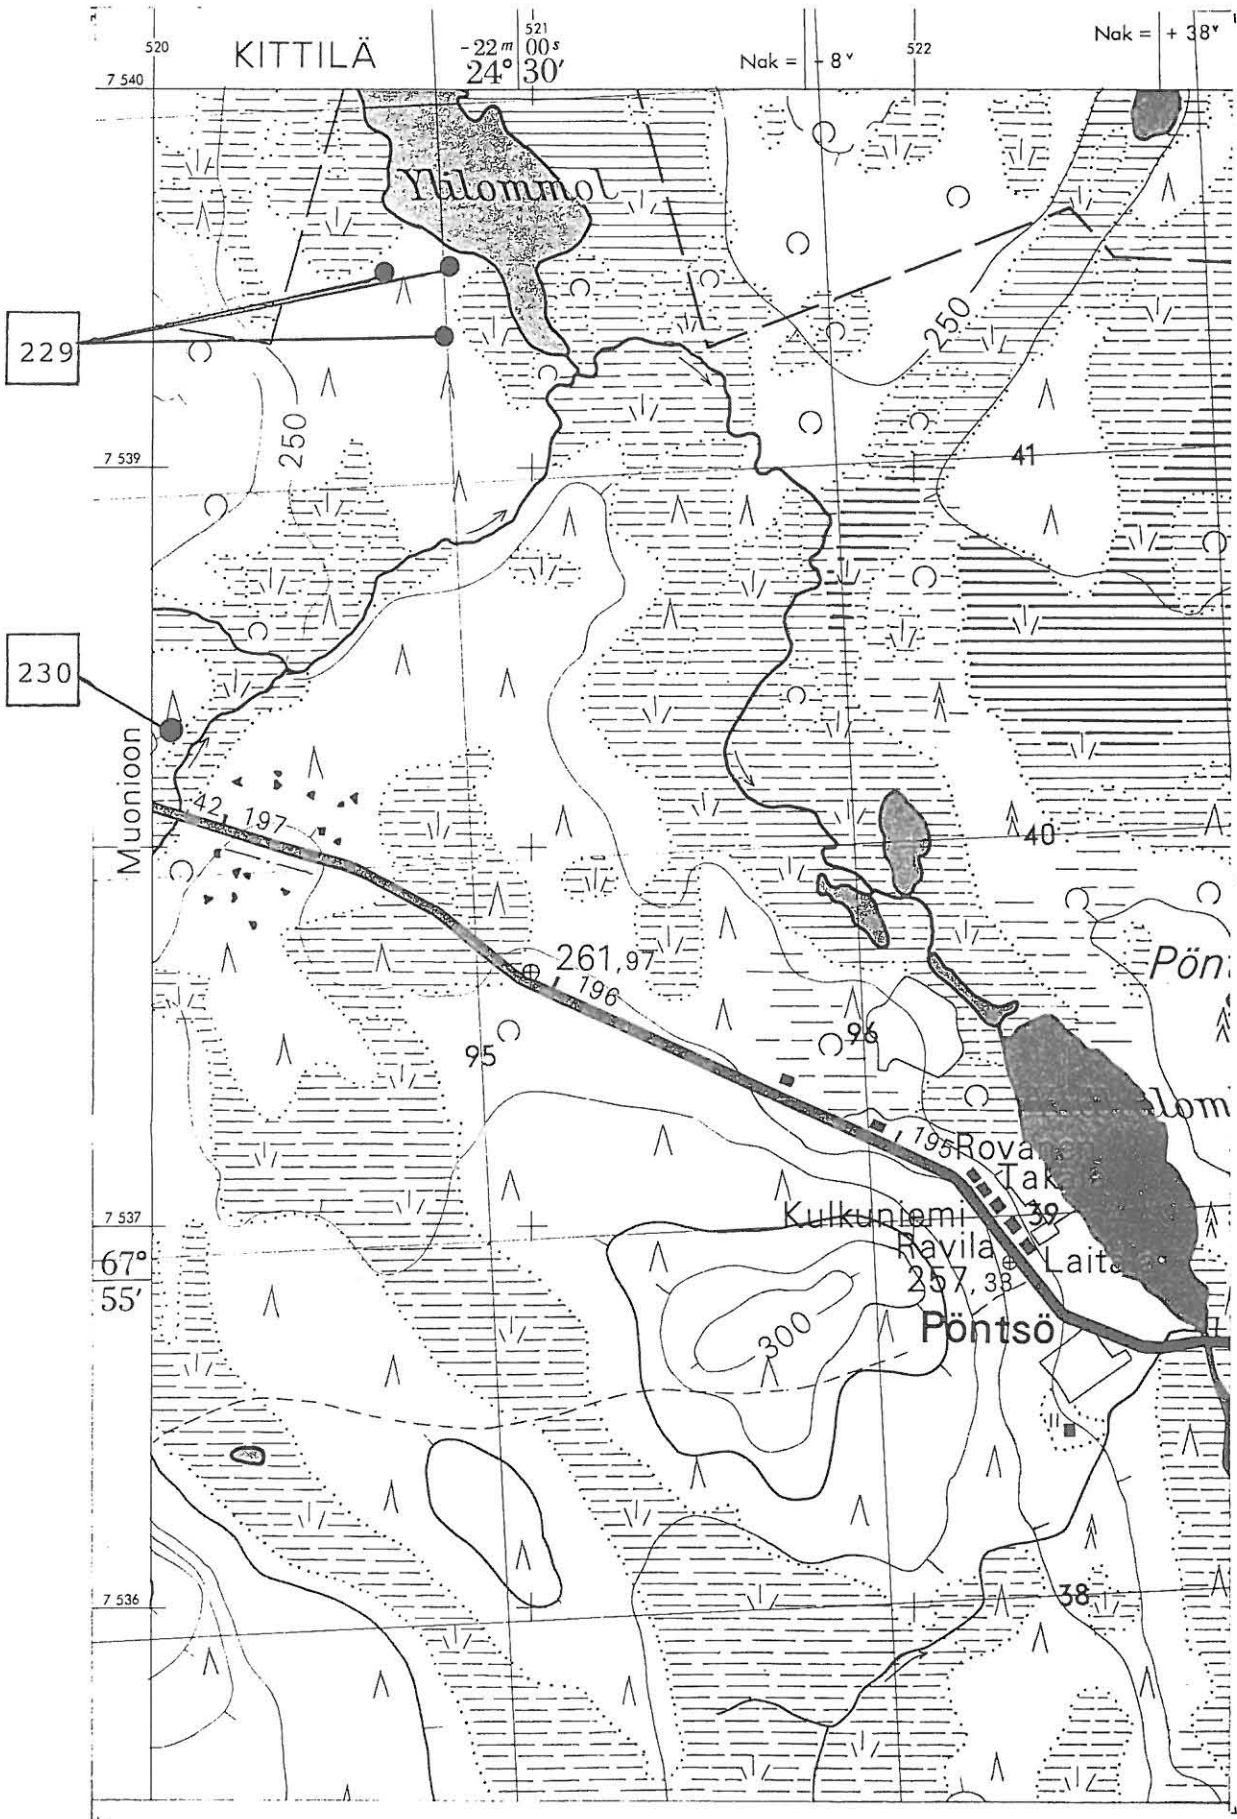 520
KITTILÄ
521
-22ᵐ 00ˢ
24° 30′
Nak = - 8ᵛ
522
Nak = + 38ᵛ
7 540
Ylilommol
229
250
250
7 539
41
230
Muonioon
42
197
40
261,97
196
Pön
95
96
lom
195
Rova
Tak
7 537
Kulkuniemi
39
67°
Ravila
Lait
55′
257,33
300
Pöntsö
7 536
38